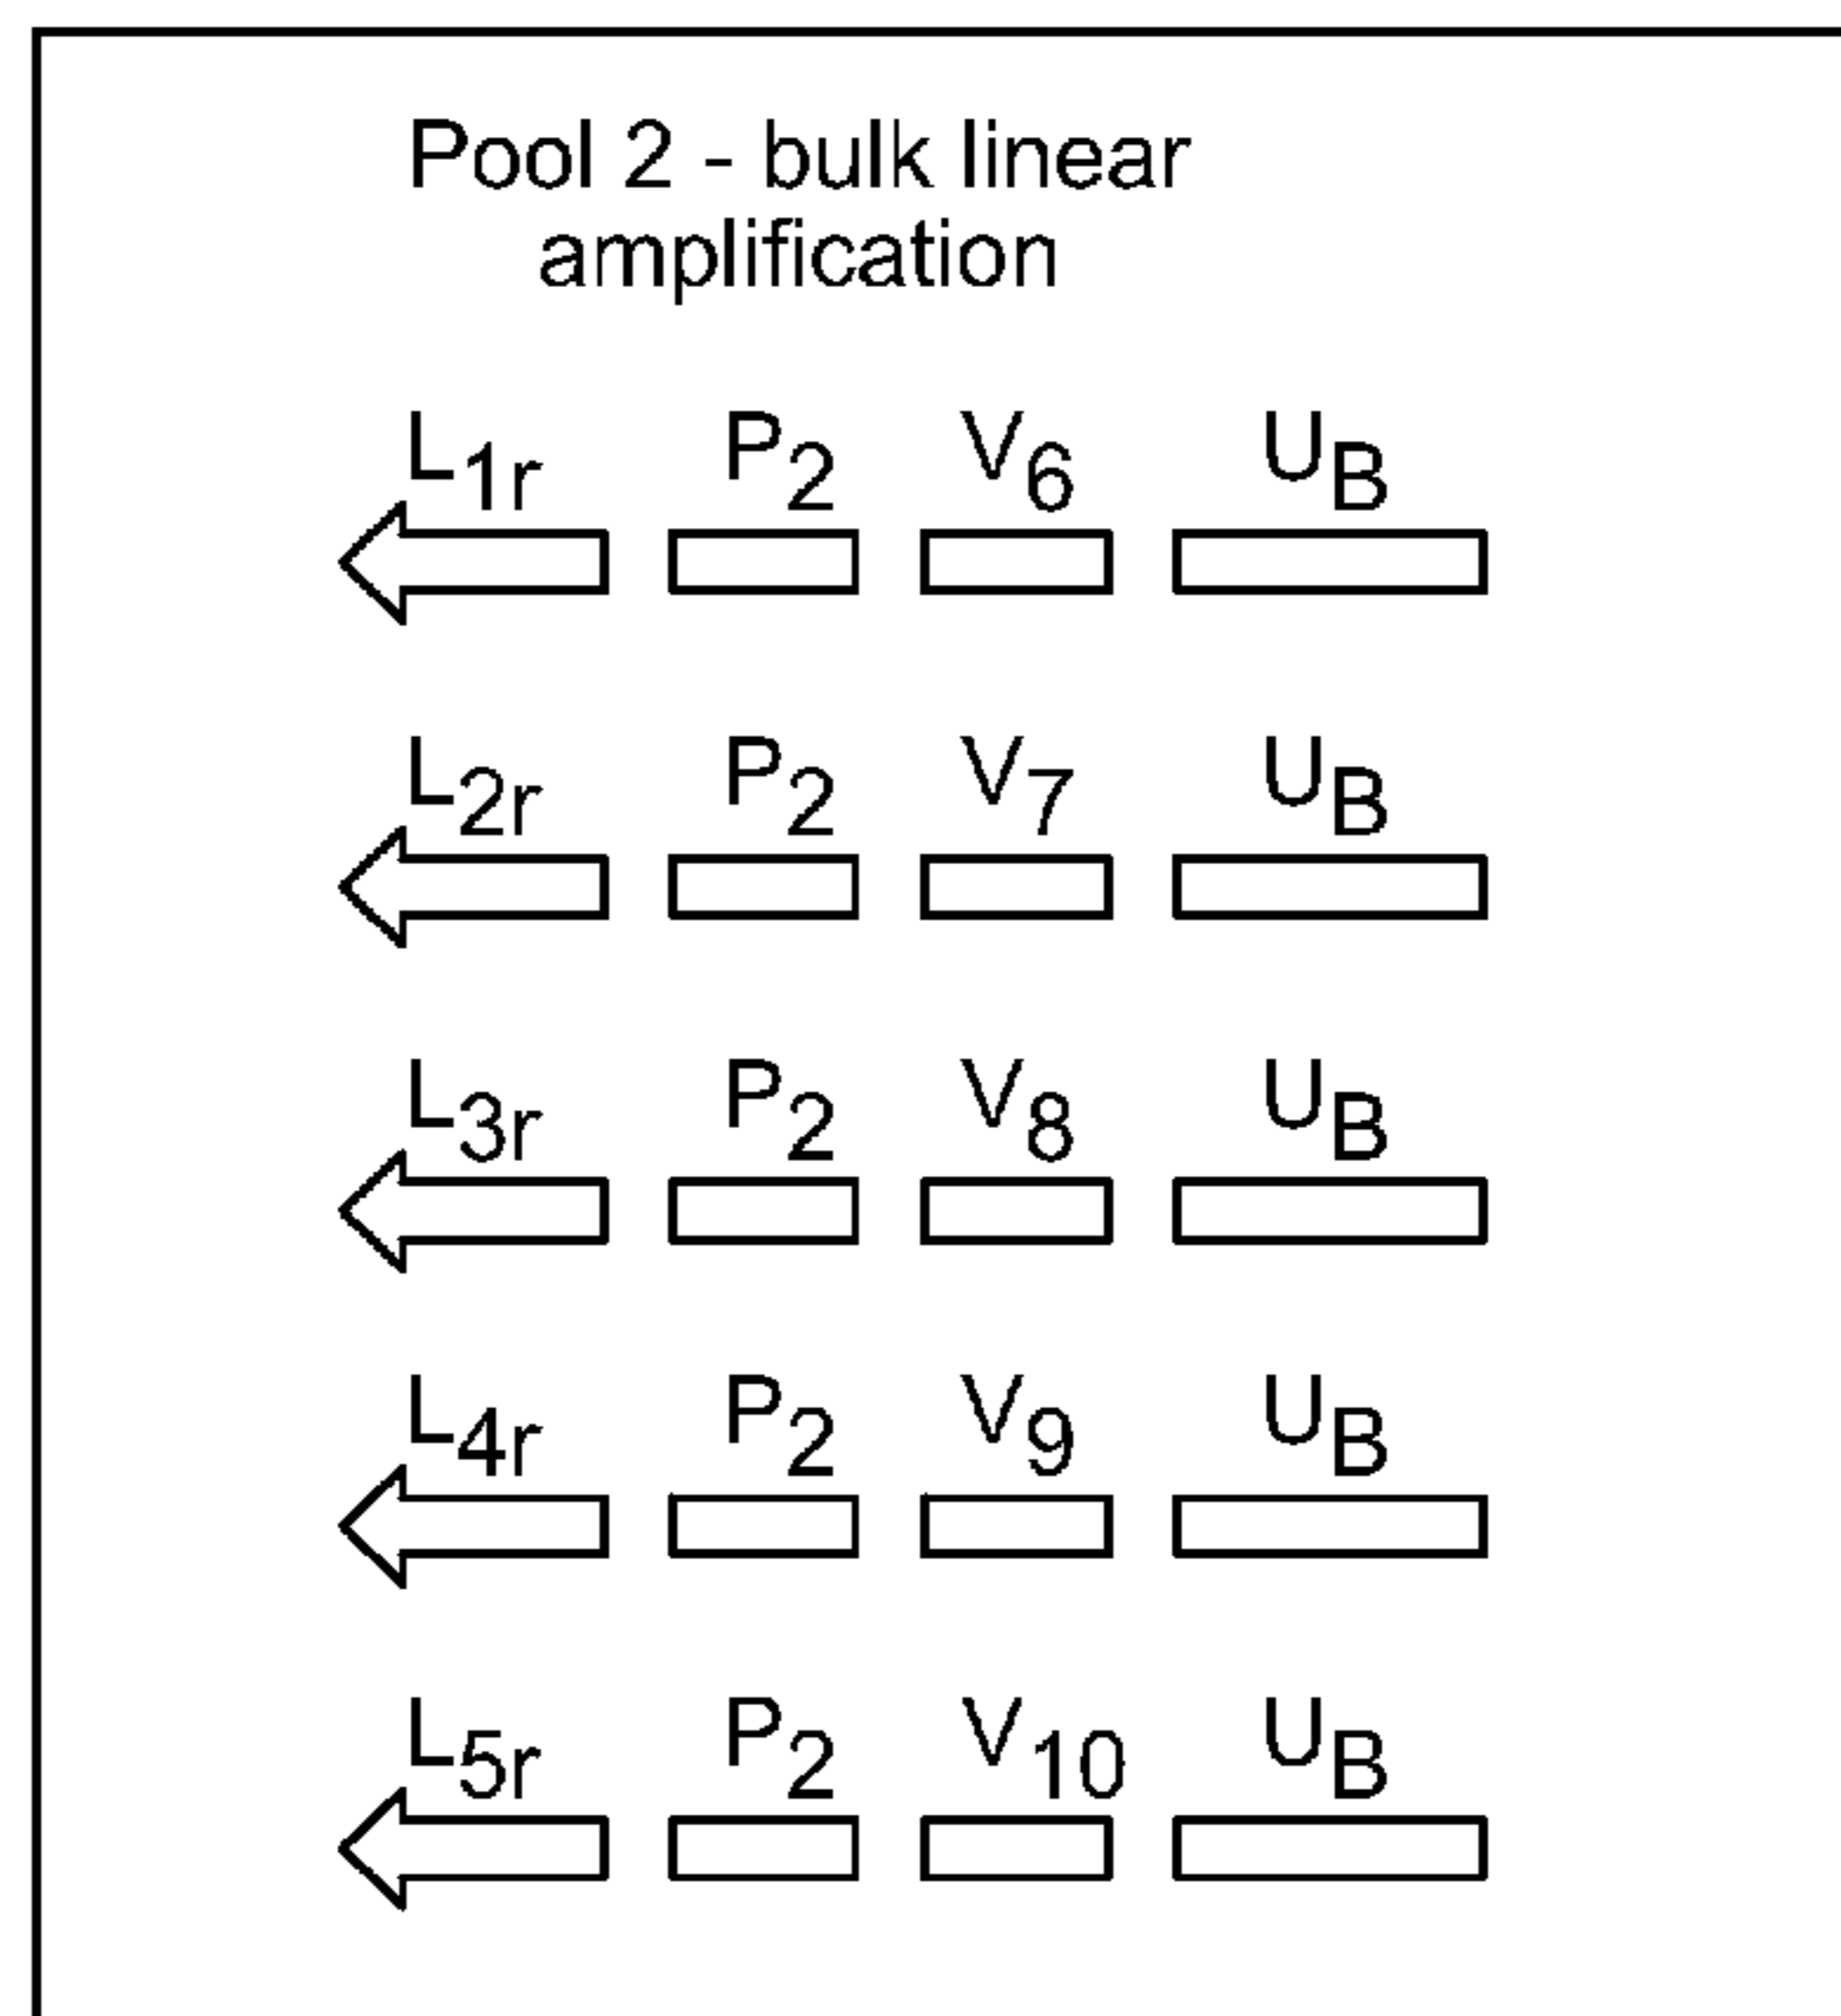 Pool 2 - bulk linear
amplification
L1r P2 V6 UB
L2r P2 V7 UB
L3r P2 V8 UB
L4r P2 V9 UB
L5r P2 V10 UB